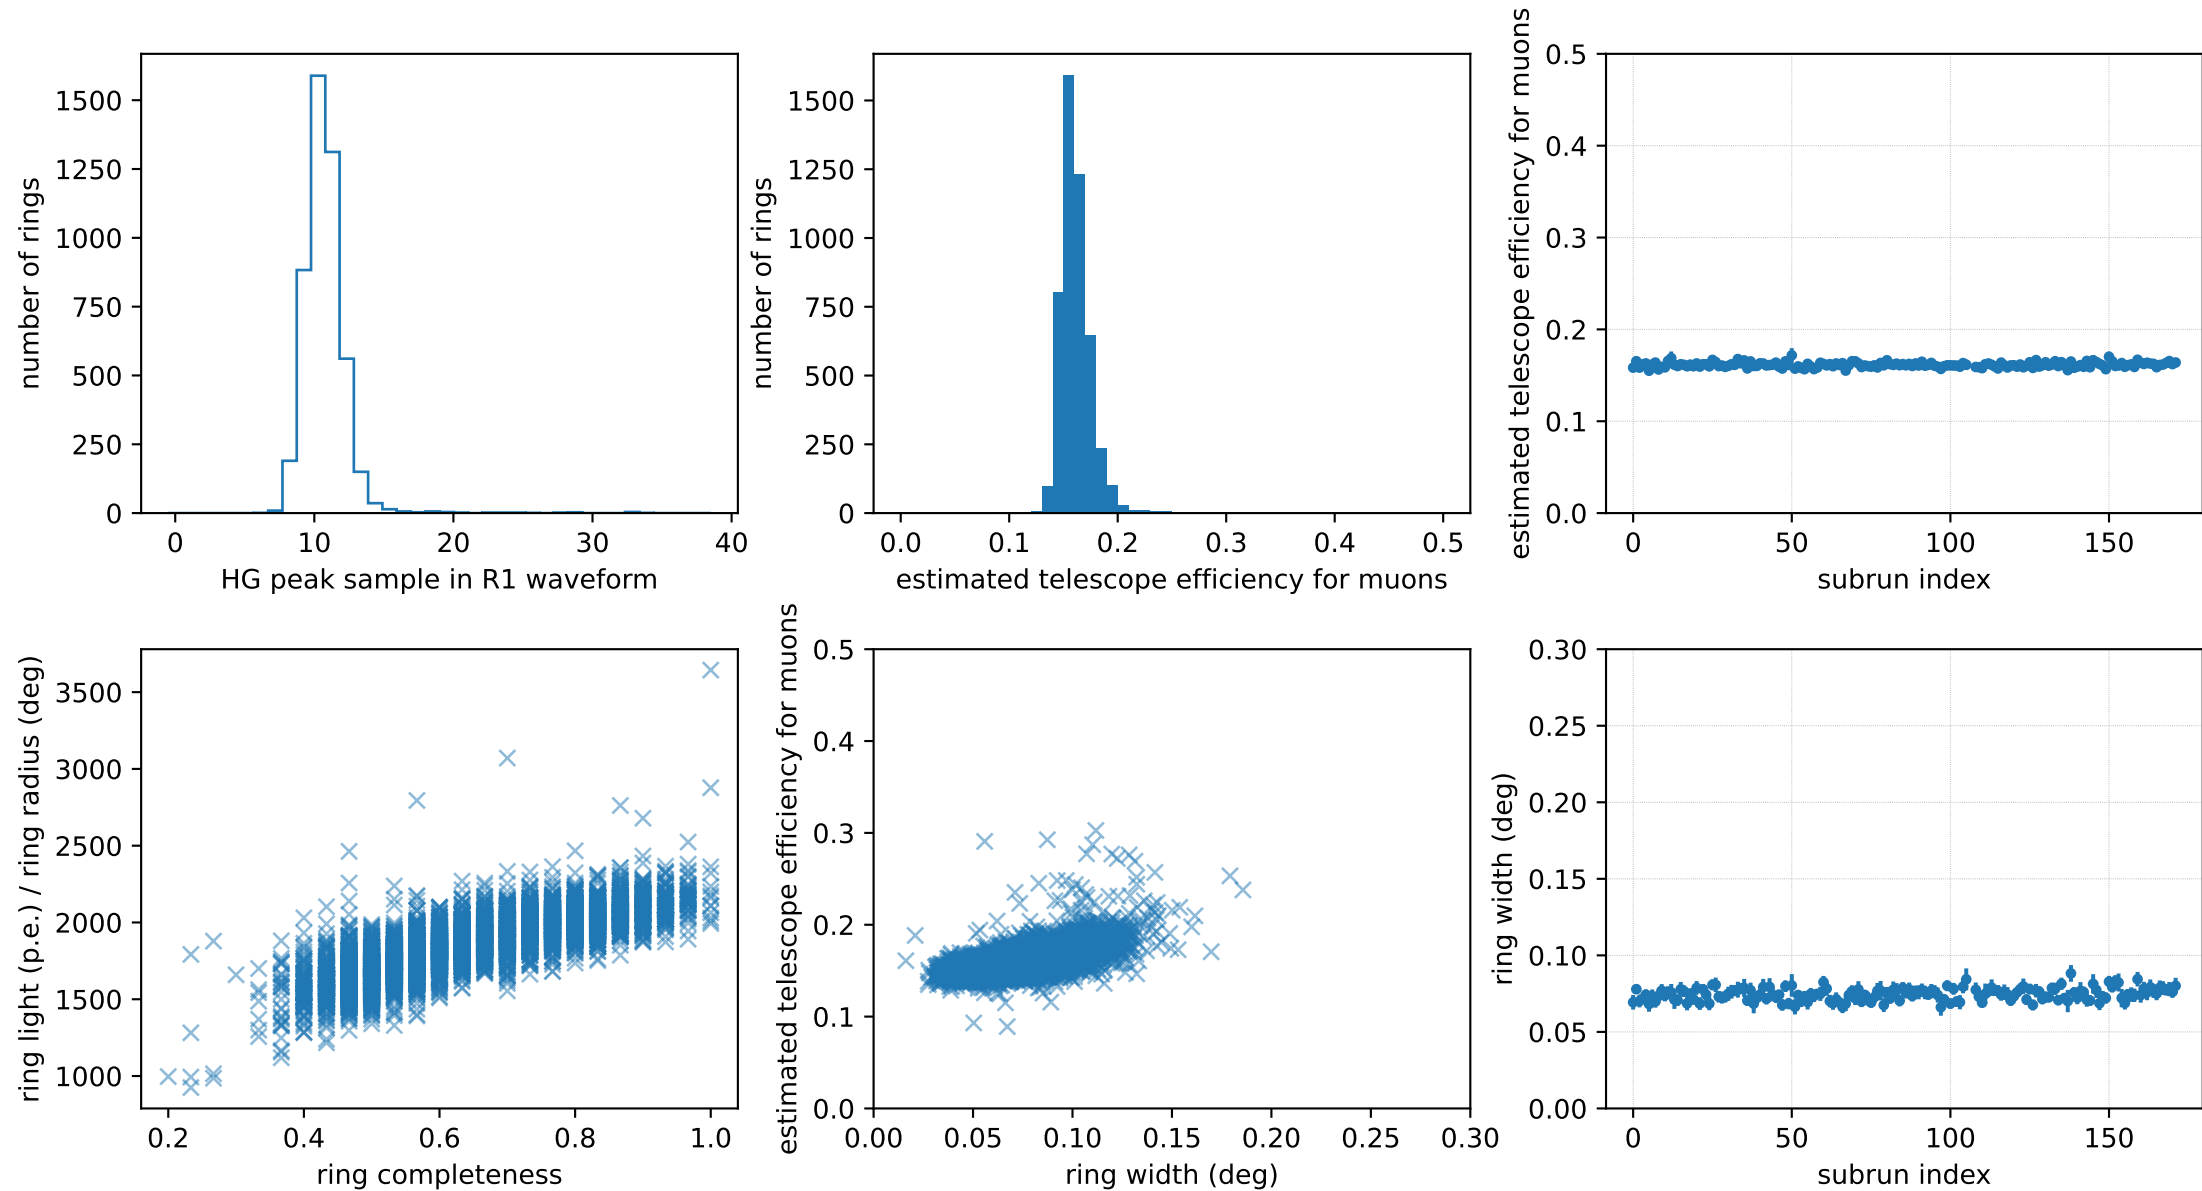 number of rings
1500
1250
1000
750
500
250
0
0 10 20 30 40
HG peak sample in R1 waveform
number of rings
1500
1250
1000
750
500
250
0
0.0 0.1 0.2 0.3 0.4 0.5
estimated telescope efficiency for muons
estimated telescope efficiency for muons
0.5
0.4
0.3
0.2
0.1
0.0
0 50 100 150
subrun index
ring light (p.e.) / ring radius (deg)
3500
3000
2500
2000
1500
1000
0.2 0.4 0.6 0.8 1.0
ring completeness
estimated telescope efficiency for muons
0.5
0.4
0.3
0.2
0.1
0.0
0.00 0.05 0.10 0.15 0.20 0.25 0.30
ring width (deg)
ring width (deg)
0.30
0.25
0.20
0.15
0.10
0.05
0.00
0 50 100 150
subrun index